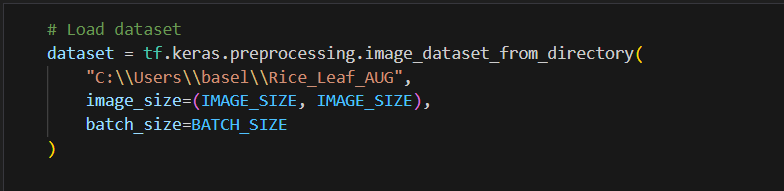 # Load dataset
dataset = tf.keras.preprocessing.image_dataset_from_directory(
    "C:\\Users\\basel\\Rice_Leaf_AUG",
    image_size=(IMAGE_SIZE, IMAGE_SIZE),
    batch_size=BATCH_SIZE
)